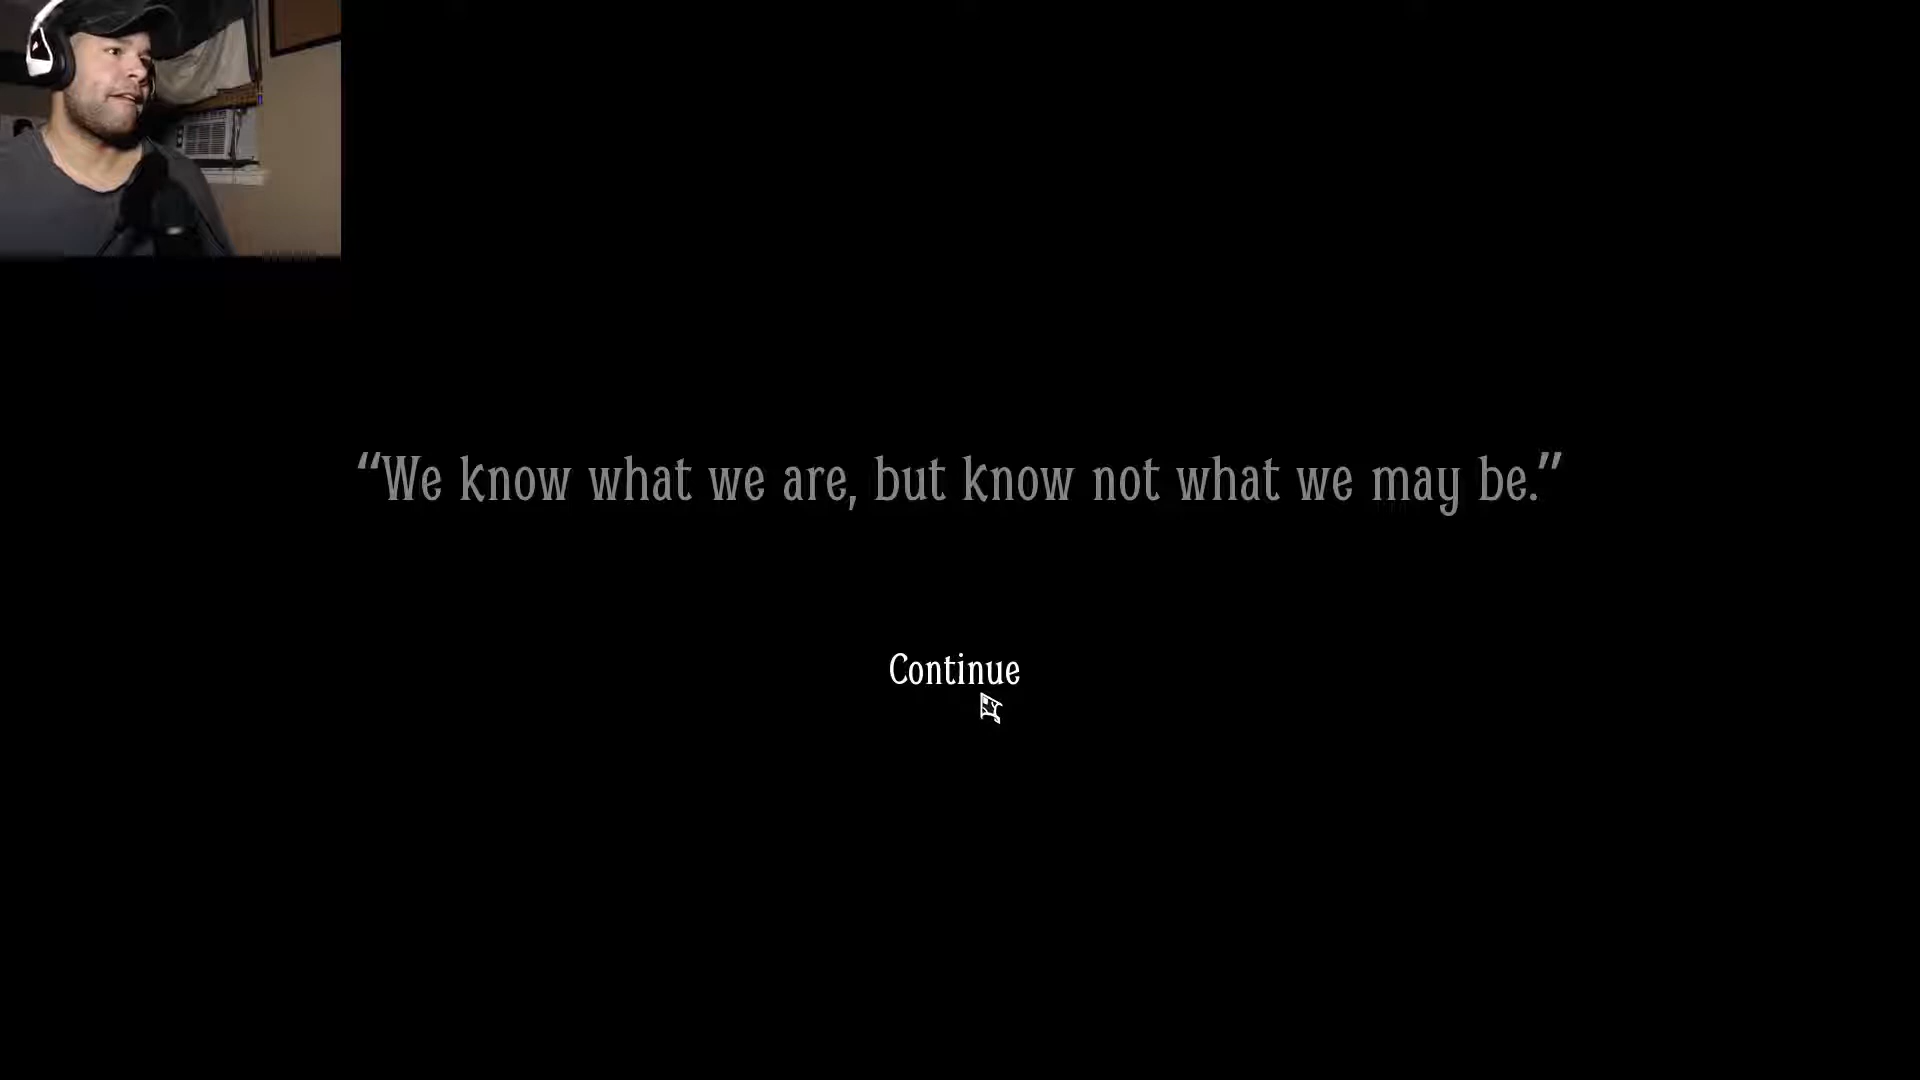 “We know what we are, but know not what we may be.”
Continue